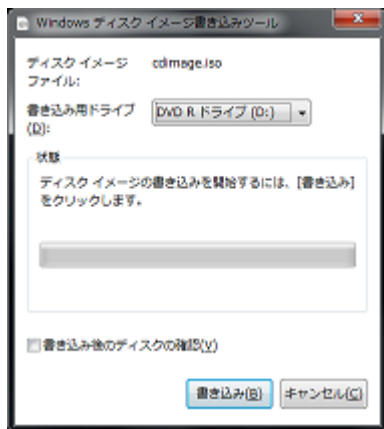 Windows ディスク イメージ書き込みツール
ディスク イメージ cdimage.iso
ファイル:
書き込み用ドライブ DVD R ドライブ (D:)
(D):
状態
ディスク イメージの書き込みを開始するには、[書き込み]
をクリックします。
書き込み後のディスクの確認(V)
書き込み(B) キャンセル(C)